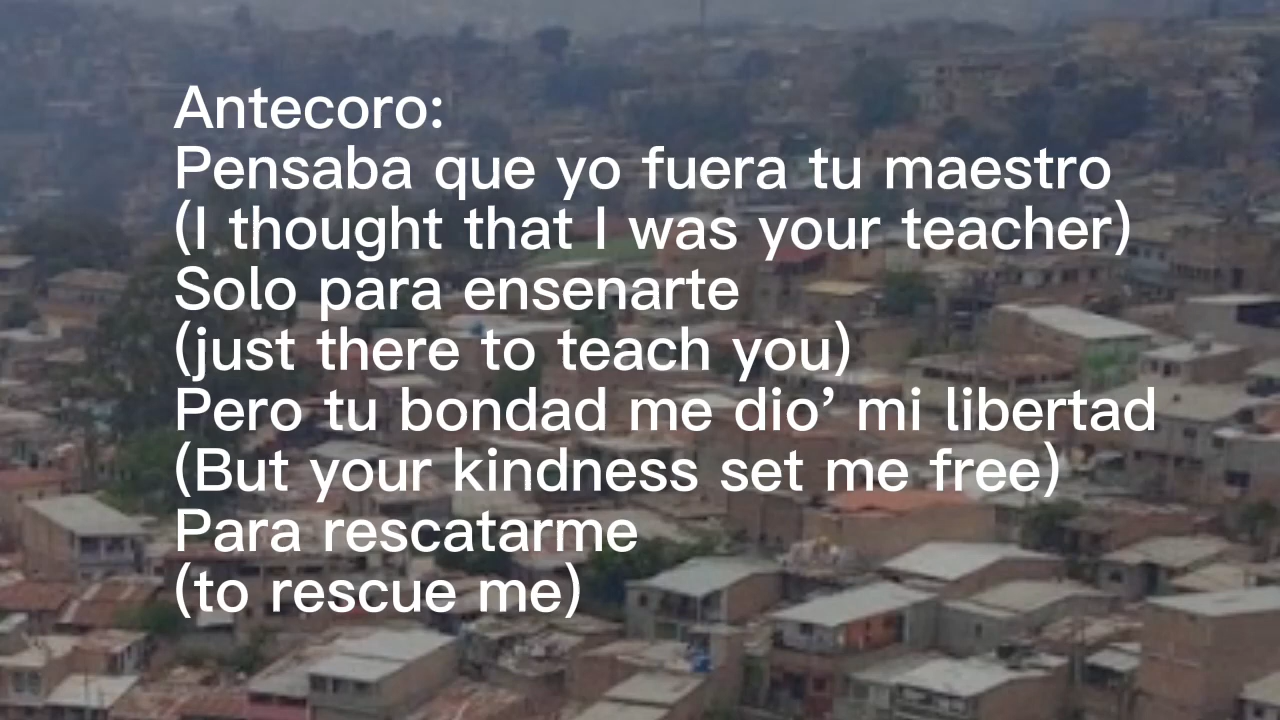 Antecoro:
Pensaba que yo fuera tu maestro
(I thought that I was your teacher)
Solo para ensenarte
(just there to teach you)
Pero tu bondad me dio’ mi libertad
(But your kindness set me free)
Para rescatarme
(to rescue me)